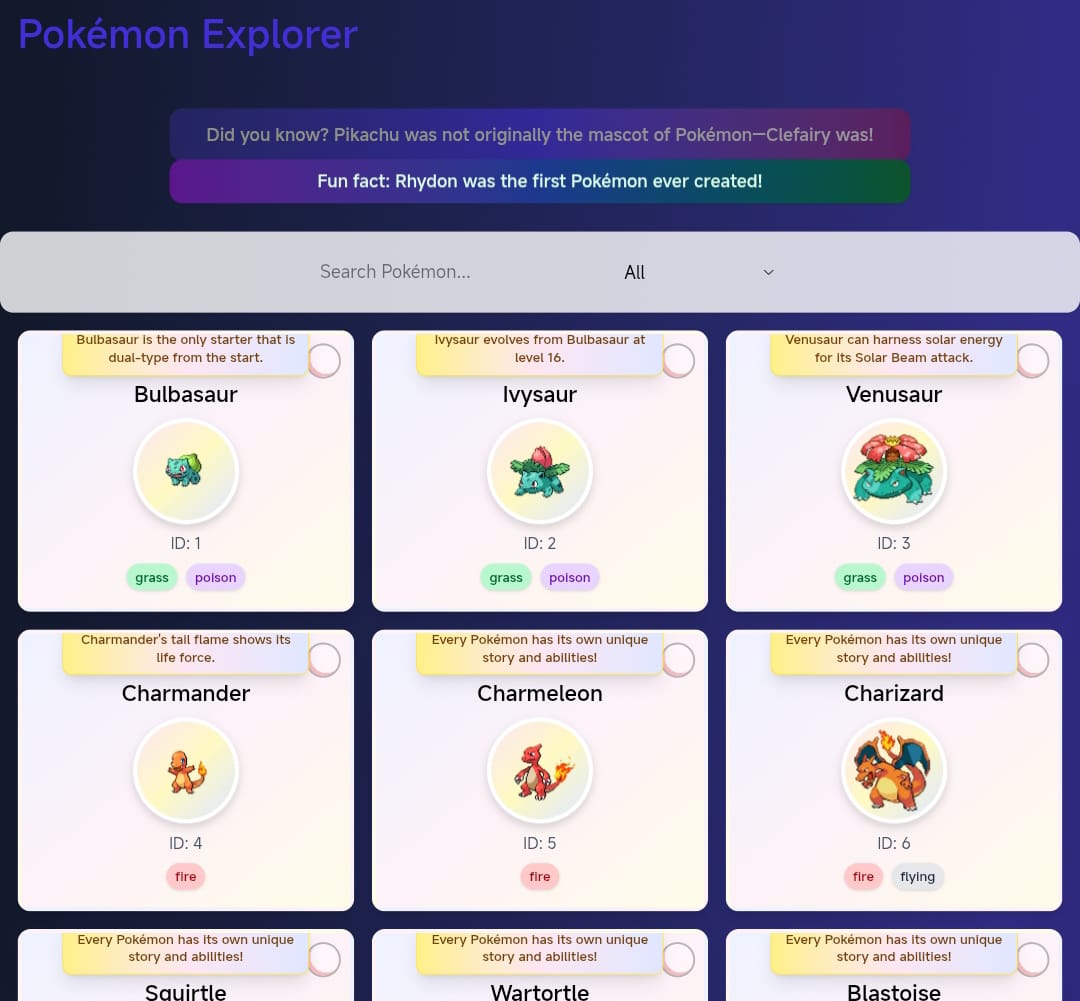 Pokémon Explorer
Did you know? Pikachu was not originally the mascot of Pokémon—Clefairy was!
Fun fact: Rhydon was the first Pokémon ever created!
Search Pokémon...
All
Bulbasaur is the only starter that is
dual-type from the start.
Bulbasaur
ID: 1
grass poison
Ivysaur evolves from Bulbasaur at
level 16.
Ivysaur
ID: 2
grass poison
Venusaur can harness solar energy
for its Solar Beam attack.
Venusaur
ID: 3
grass poison
Charmander's tail flame shows its
life force.
Charmander
ID: 4
fire
Every Pokémon has its own unique
story and abilities!
Charmeleon
ID: 5
fire
Every Pokémon has its own unique
story and abilities!
Charizard
ID: 6
fire flying
Every Pokémon has its own unique
story and abilities!
Squirtle
Every Pokémon has its own unique
story and abilities!
Wartortle
Every Pokémon has its own unique
story and abilities!
Blastoise